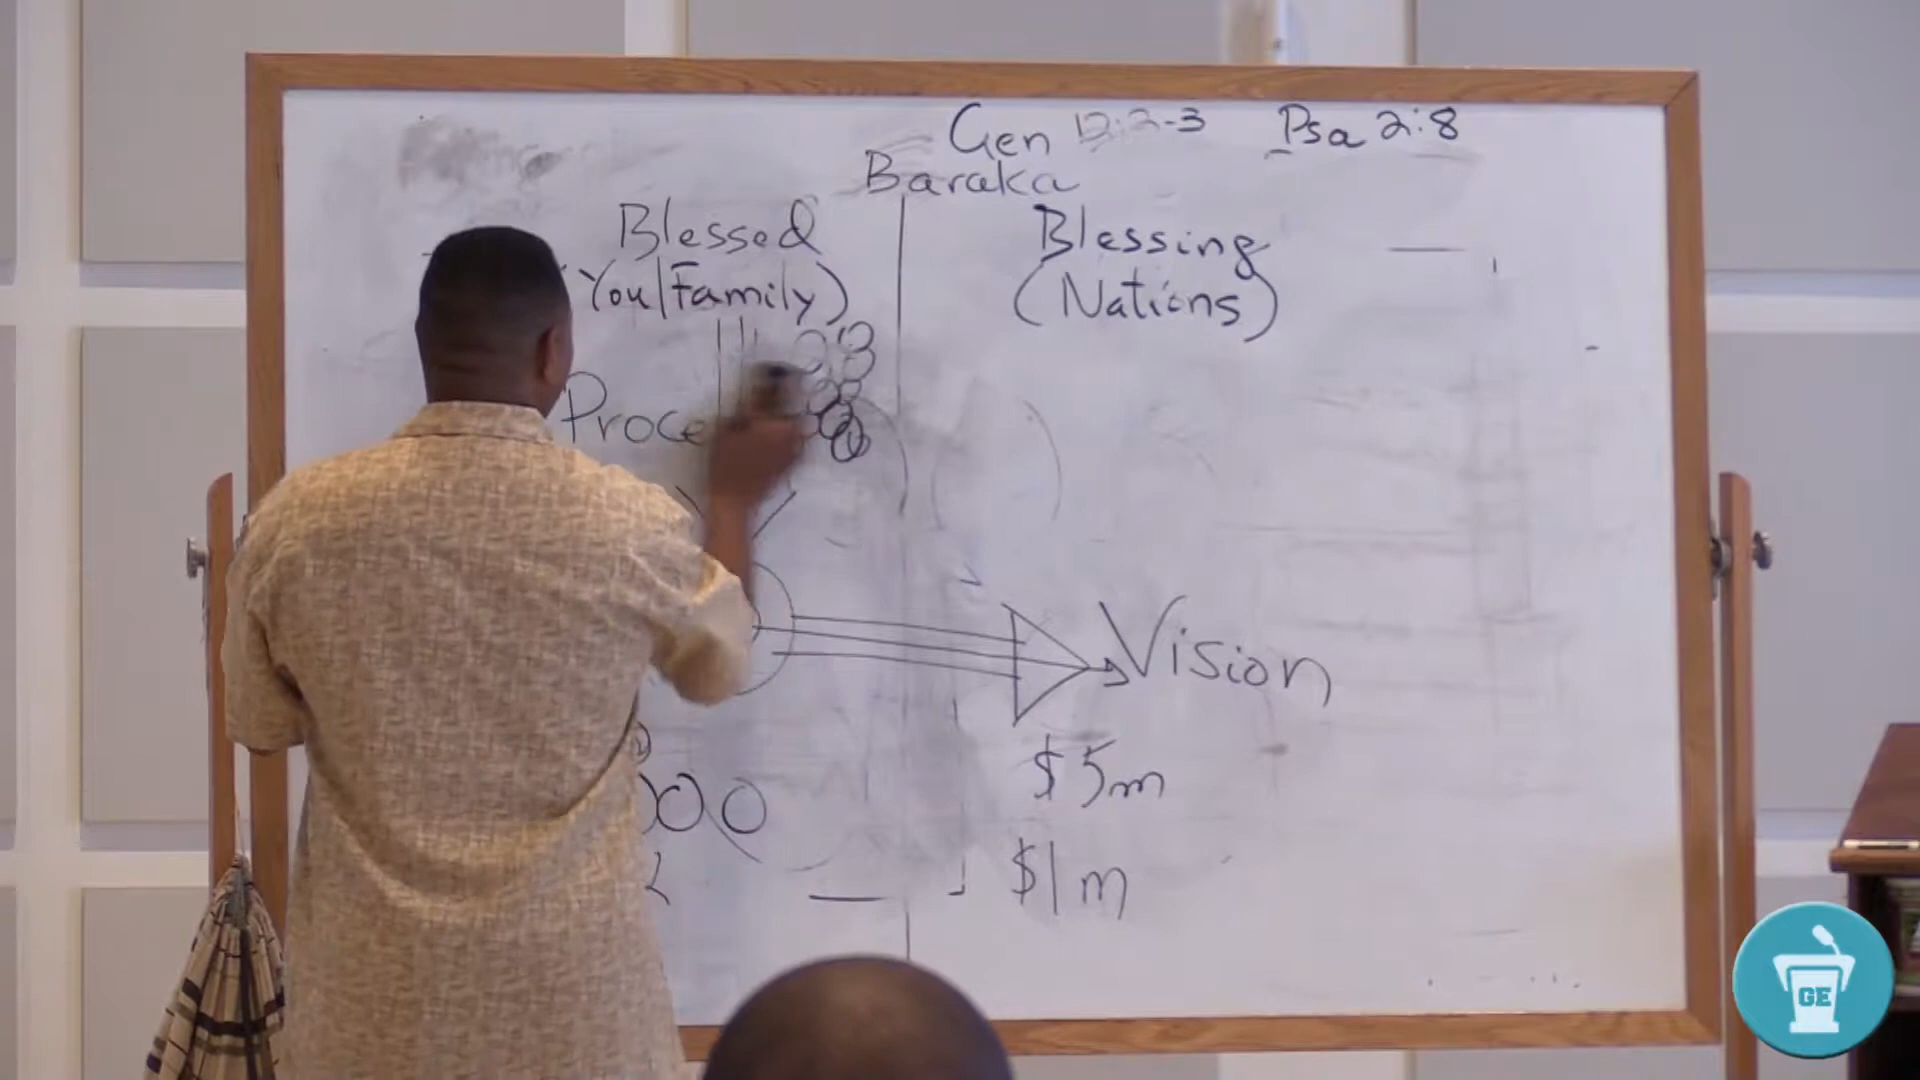 Gen 12:2-3 Psa 2:8
Baraka
Blessed Blessing
(You/Family) (Nations)
Vision
$5m
$1m
GE